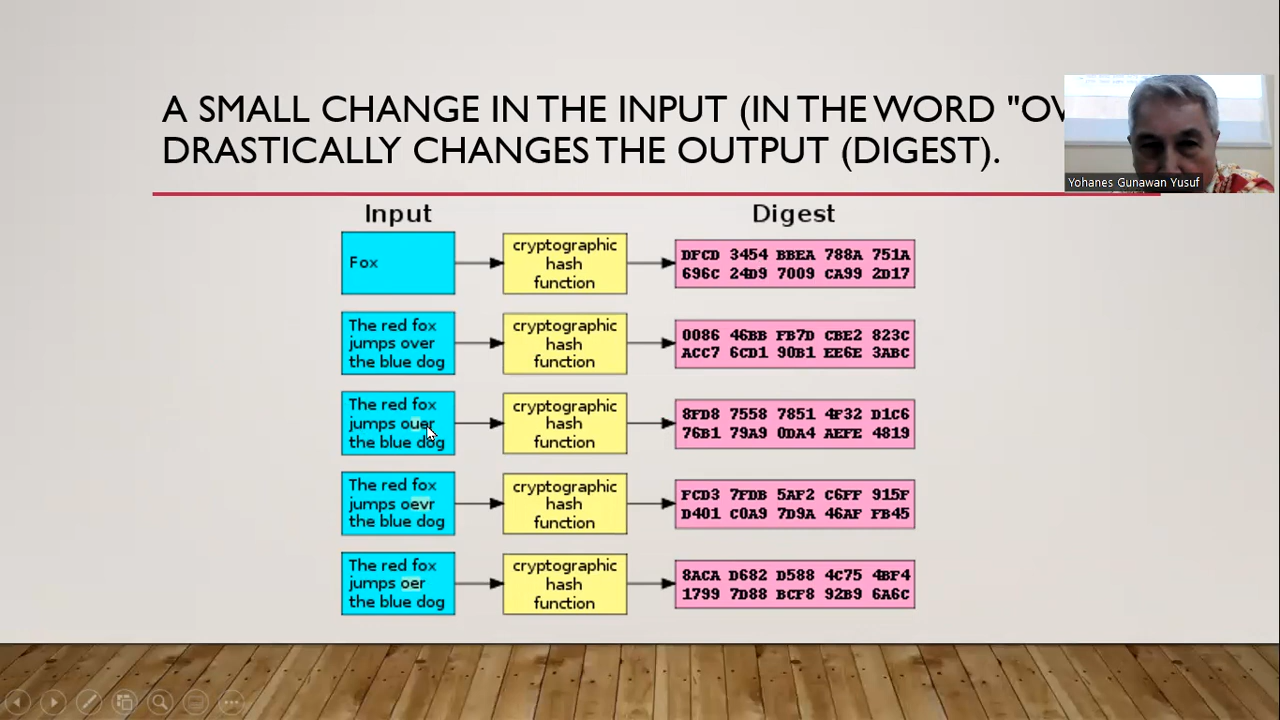 A SMALL CHANGE IN THE INPUT (IN THE WORD "OV
DRASTICALLY CHANGES THE OUTPUT (DIGEST).
Yohanes Gunawan Yusuf
Input
Digest
Fox
cryptographic
hash
function
DFCD 3454 BBEA 788A 751A
696C 24D9 7009 CA99 2D17
The red fox
jumps over
the blue dog
cryptographic
hash
function
0086 46BB FB7D CBE2 823C
ACC7 6CD1 90B1 EE6E 3ABC
The red fox
jumps ouer
the blue dog
cryptographic
hash
function
8FD8 7558 7851 4F32 D1C6
76B1 79A9 0DA4 AEFE 4819
The red fox
jumps oevr
the blue dog
cryptographic
hash
function
FCD3 7FDB 5AF2 C6FF 915F
D401 C0A9 7D9A 46AF FB45
The red fox
jumps oer
the blue dog
cryptographic
hash
function
8ACA D682 D588 4C75 4BF4
1799 7D88 BCF8 92B9 6A6C